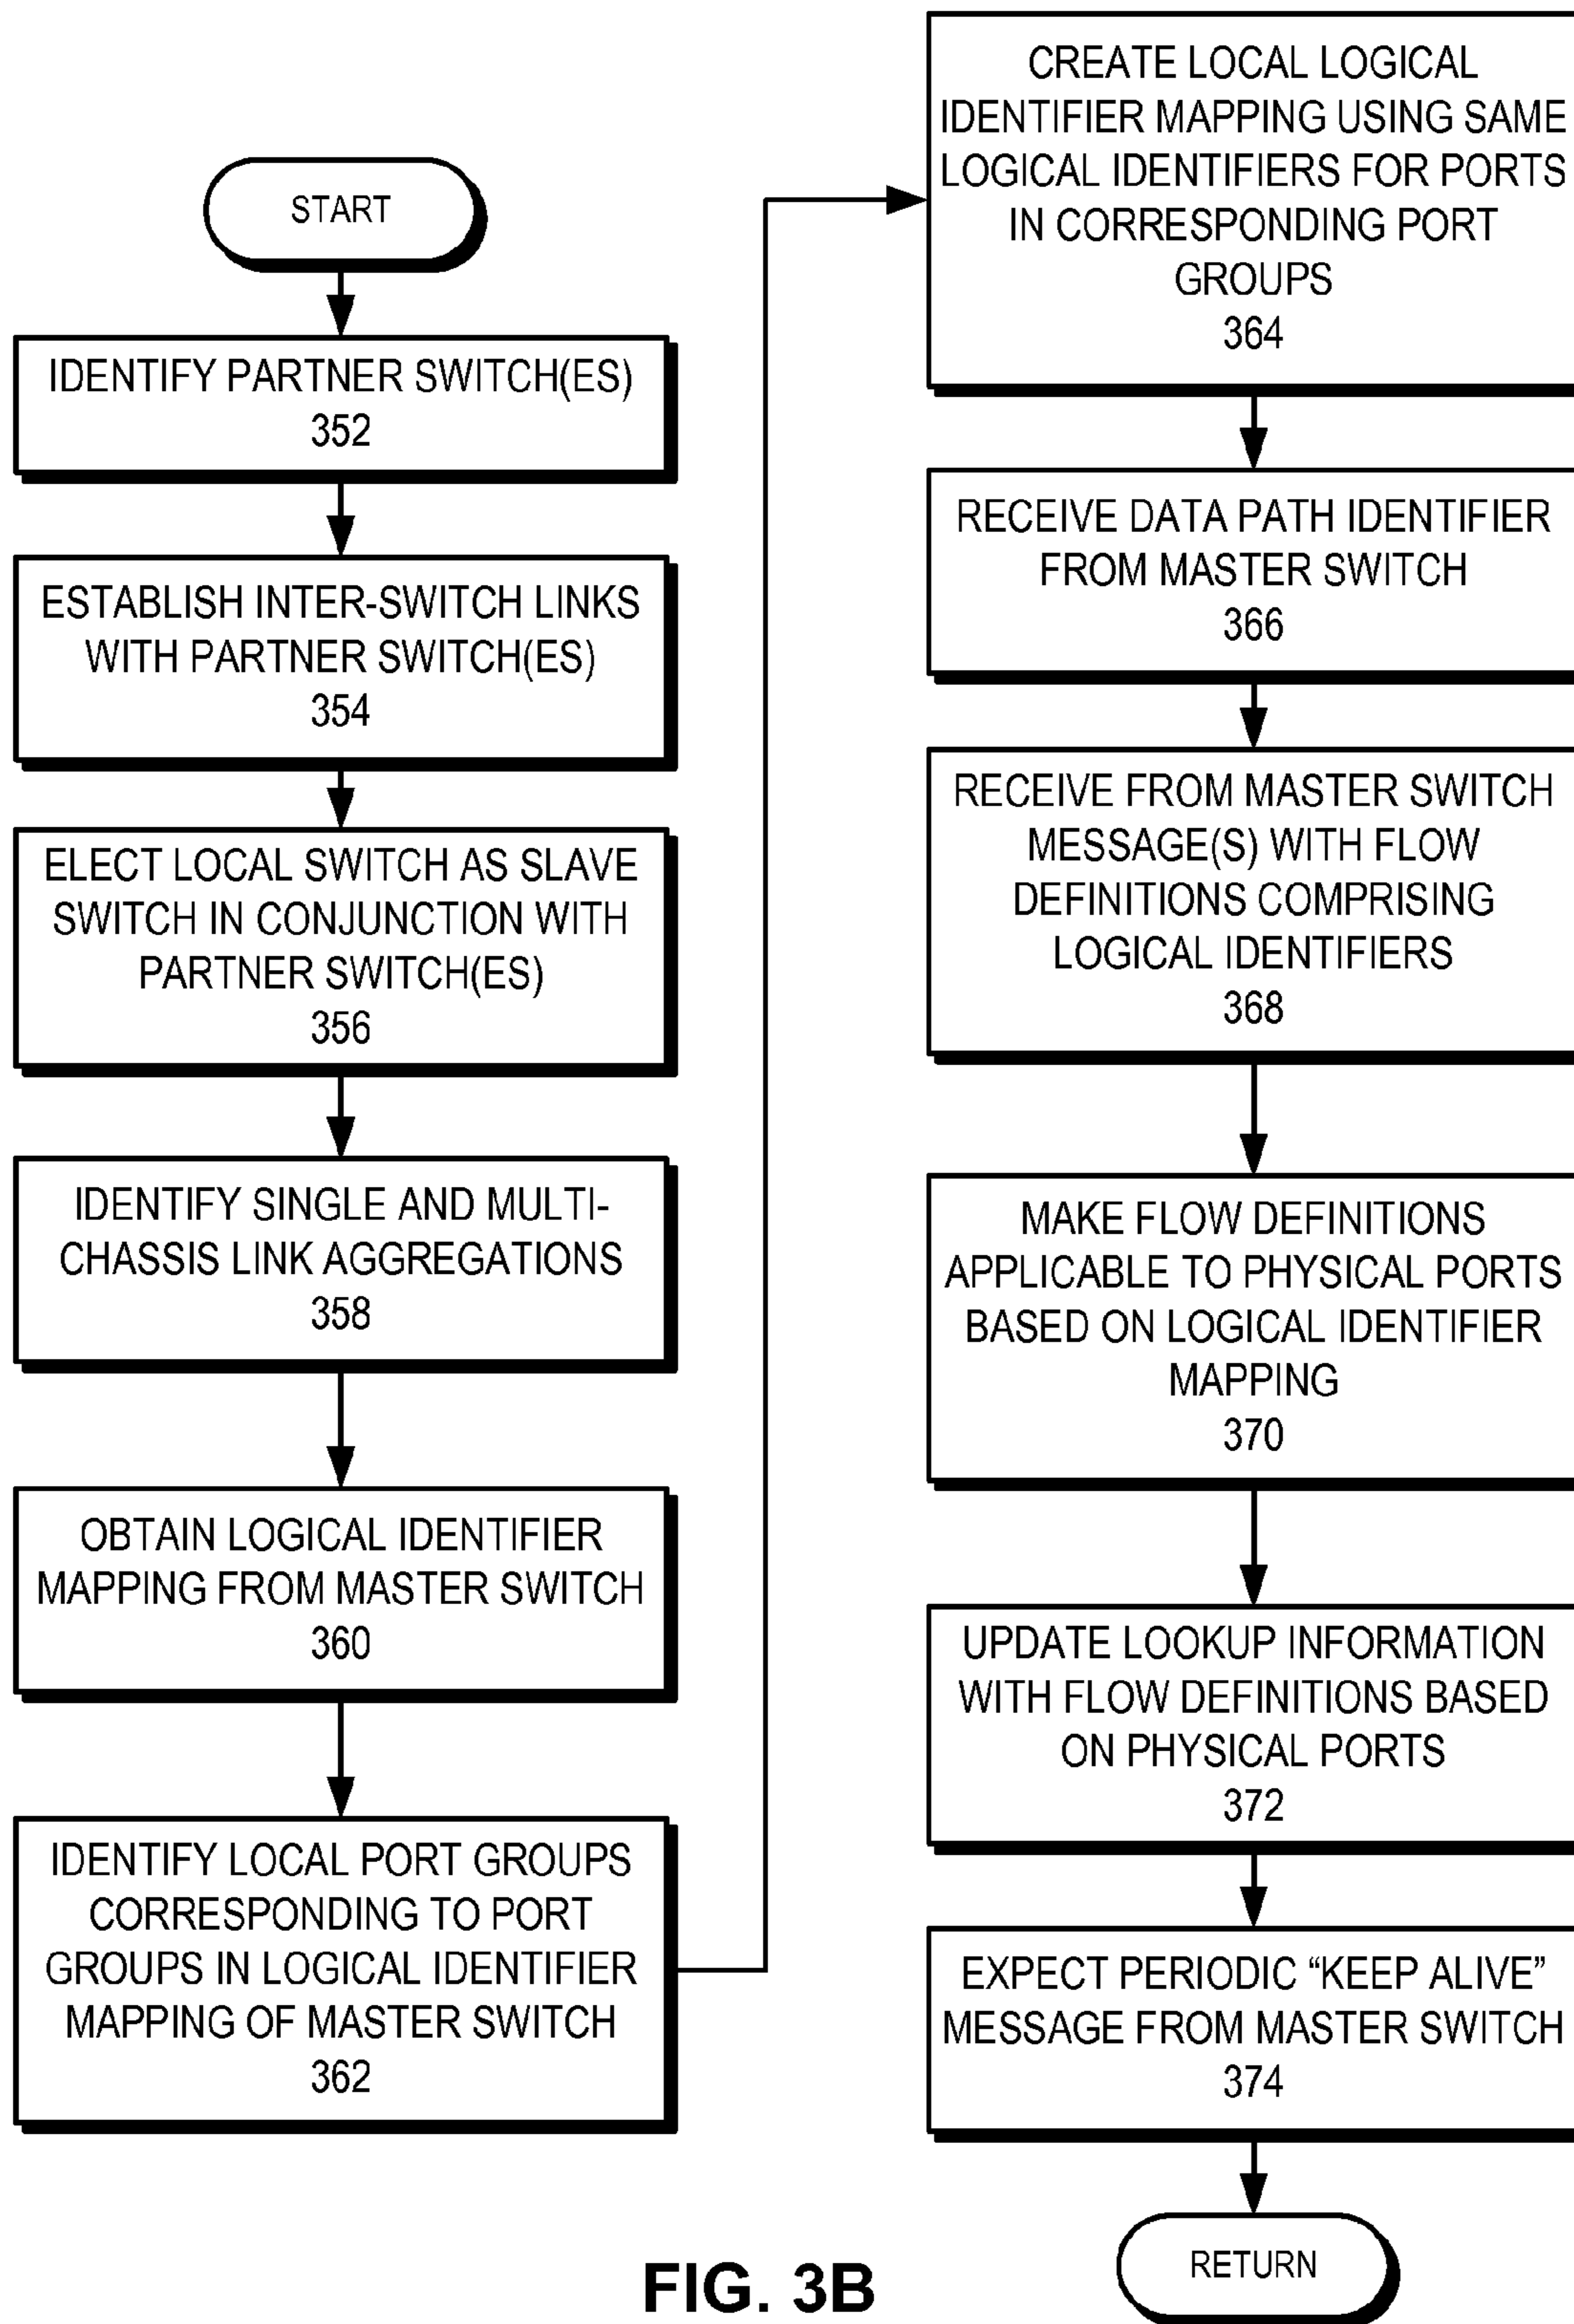 START
IDENTIFY PARTNER SWITCH(ES)
352
ESTABLISH INTER-SWITCH LINKS
WITH PARTNER SWITCH(ES)
354
ELECT LOCAL SWITCH AS SLAVE
SWITCH IN CONJUNCTION WITH
PARTNER SWITCH(ES)
356
IDENTIFY SINGLE AND MULTI-
CHASSIS LINK AGGREGATIONS
358
OBTAIN LOGICAL IDENTIFIER
MAPPING FROM MASTER SWITCH
360
IDENTIFY LOCAL PORT GROUPS
CORRESPONDING TO PORT
GROUPS IN LOGICAL IDENTIFIER
MAPPING OF MASTER SWITCH
362
CREATE LOCAL LOGICAL
IDENTIFIER MAPPING USING SAME
LOGICAL IDENTIFIERS FOR PORTS
IN CORRESPONDING PORT
GROUPS
364
RECEIVE DATA PATH IDENTIFIER
FROM MASTER SWITCH
366
RECEIVE FROM MASTER SWITCH
MESSAGE(S) WITH FLOW
DEFINITIONS COMPRISING
LOGICAL IDENTIFIERS
368
MAKE FLOW DEFINITIONS
APPLICABLE TO PHYSICAL PORTS
BASED ON LOGICAL IDENTIFIER
MAPPING
370
UPDATE LOOKUP INFORMATION
WITH FLOW DEFINITIONS BASED
ON PHYSICAL PORTS
372
EXPECT PERIODIC “KEEP ALIVE”
MESSAGE FROM MASTER SWITCH
374
RETURN
FIG. 3B